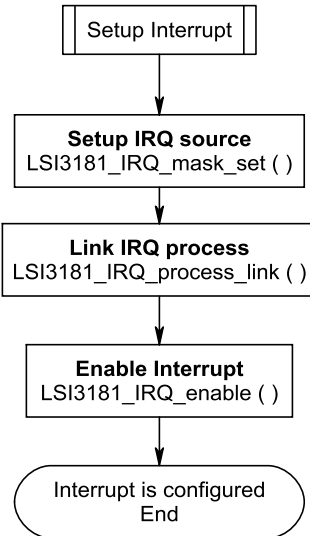 Setup Interrupt
Setup IRQ source
LSI3181_IRQ_mask_set ( )
Link IRQ process
LSI3181_IRQ_process_link ( )
Enable Interrupt
LSI3181_IRQ_enable ( )
Interrupt is configured
End